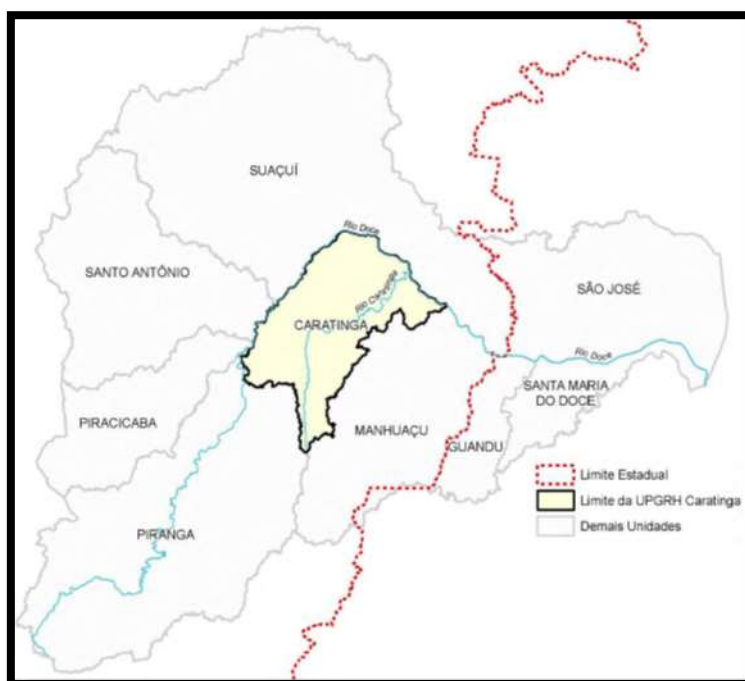 SUAÇUÍ
Rio Doce
SANTO ANTÔNIO
SÃO JOSÉ
Rio Caratinga
CARATINGA
Rio Doce
SANTA MARIA
DO DOCE
PIRACICABA
MANHUAÇU
GUANDU
Limite Estadual
Limite da UPGRH Caratinga
Demais Unidades
PIRANGA